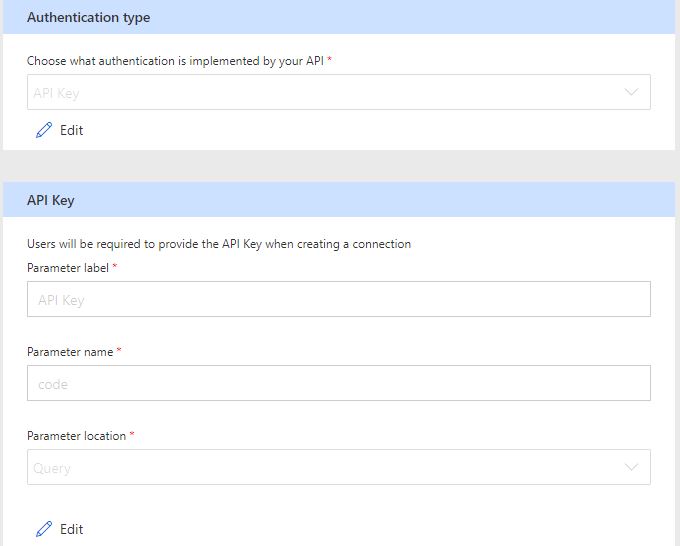 Authentication type
Choose what authentication is implemented by your API *
API Key
Edit
API Key
Users will be required to provide the API Key when creating a connection
Parameter label *
API Key
Parameter name *
code
Parameter location *
Query
Edit